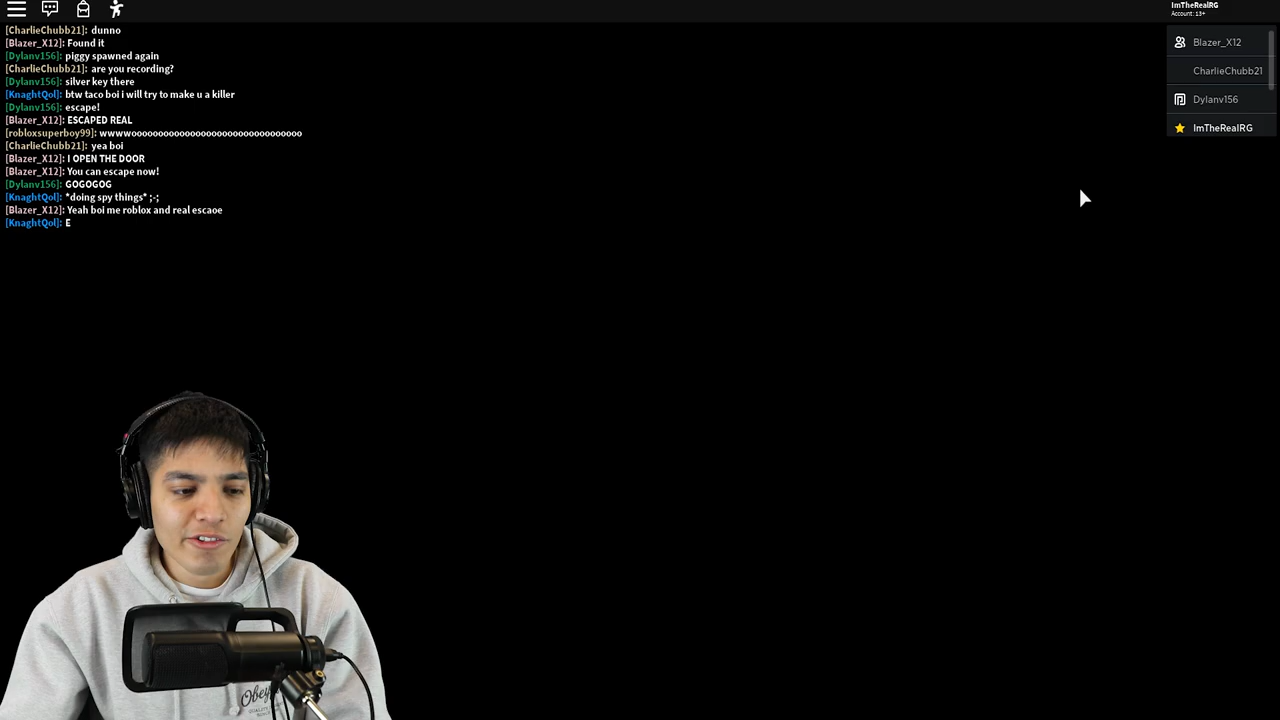 ImTheRealRG
Account: 13+
[CharlieChubb21]: dunno
[Blazer_X12]: Found it
[Dylanv156]: piggy spawned again
[CharlieChubb21]: are you recording?
[Dylanv156]: silver key there
[KnaghtQol]: btw taco boi i will try to make u a killer
[Dylanv156]: escape!
[Blazer_X12]: ESCAPED REAL
[robloxsuperboy99]: wwwwooooooooooooooooooooooooooooooooo
[CharlieChubb21]: yea boi
[Blazer_X12]: I OPEN THE DOOR
[Blazer_X12]: You can escape now!
[Dylanv156]: GOGOGOG
[KnaghtQol]: *doing spy things* ;-;
[Blazer_X12]: Yeah boi me roblox and real escaoe
[KnaghtQol]: E
Blazer_X12
CharlieChubb21
Dylanv156
ImTheRealRG
Obey